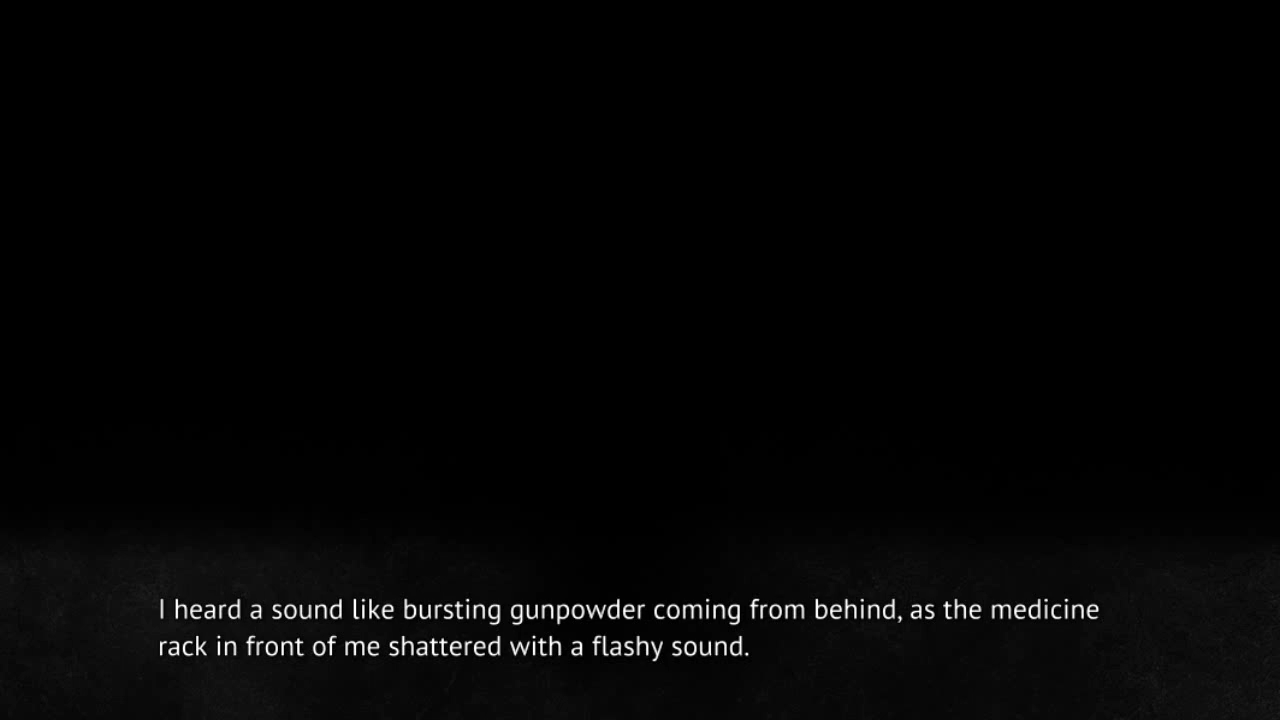 I heard a sound like bursting gunpowder coming from behind, as the medicine
rack in front of me shattered with a flashy sound.